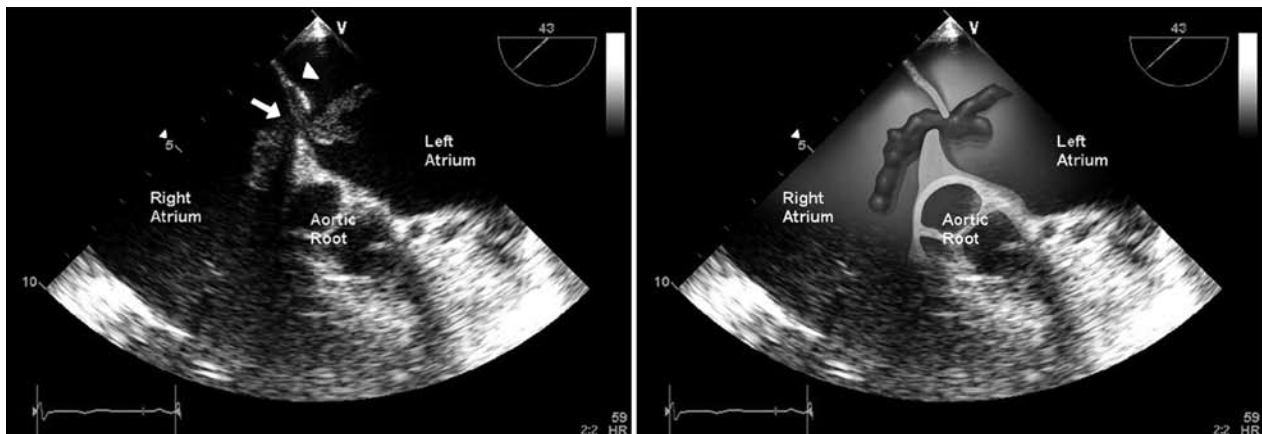 V
43
5
Left
Atrium
Right
Atrium
Aortic
Root
10
59
2:2 HR
V
43
5
Left
Atrium
Right
Atrium
Aortic
Root
10
59
2:2 HR